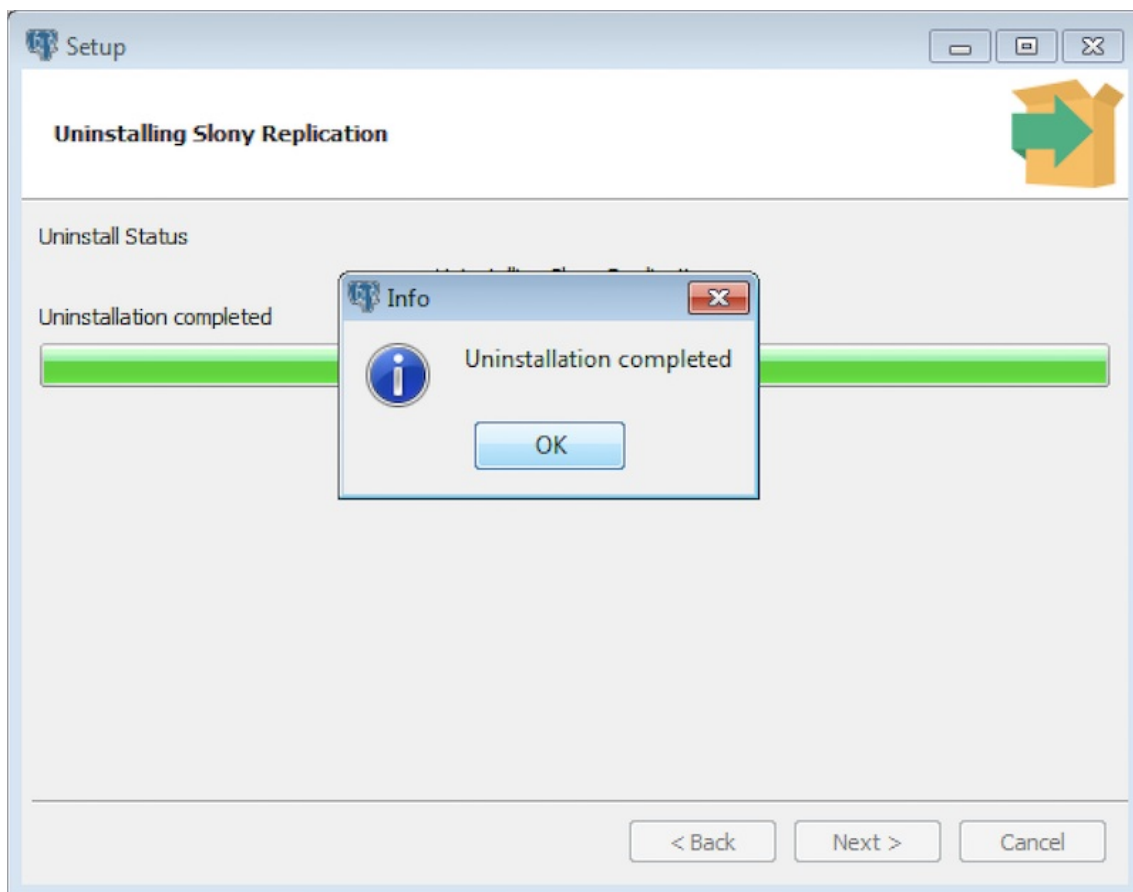 Setup
Uninstalling Slony Replication
Uninstall Status
Uninstallation completed
Info
Uninstallation completed
OK
< Back
Next >
Cancel